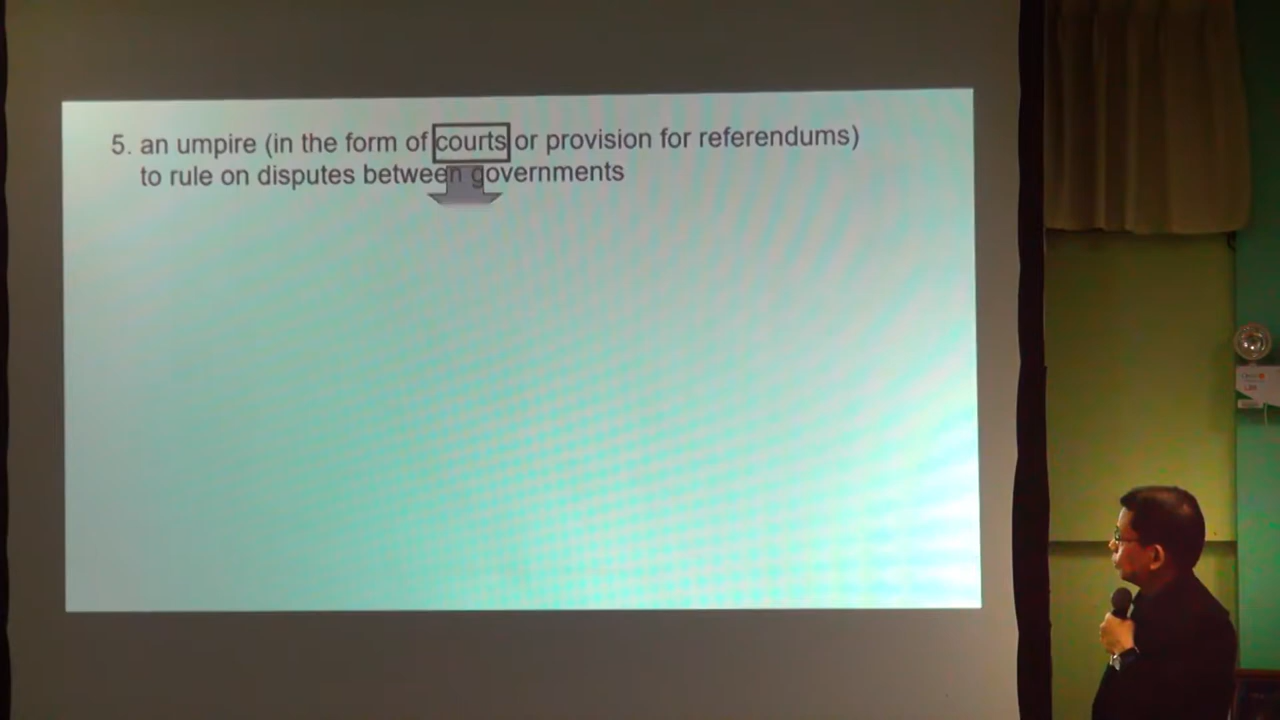 5. an umpire (in the form of courts or provision for referendums)
to rule on disputes between governments